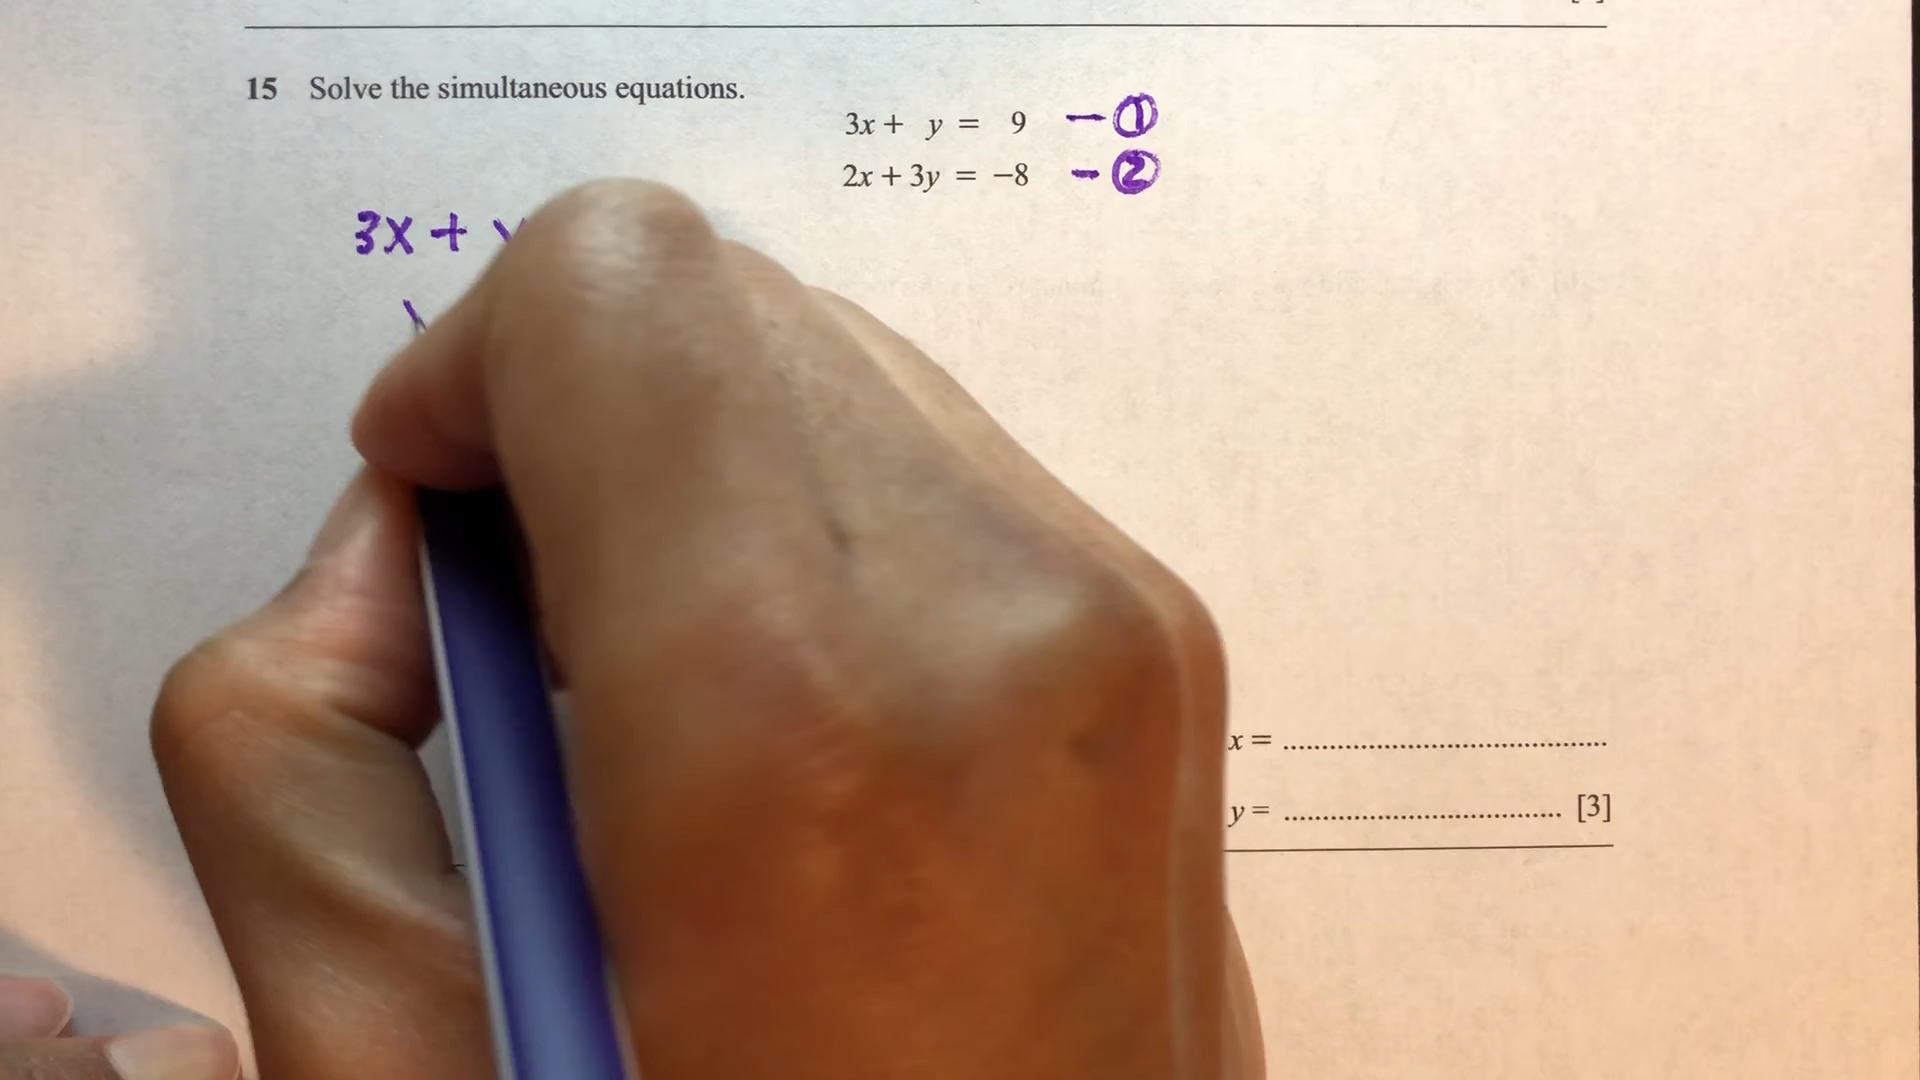 15 Solve the simultaneous equations.
3x + y = 9 — ①
2x + 3y = −8 — ②
3x +
x = ........................................
y = ................................... [3]